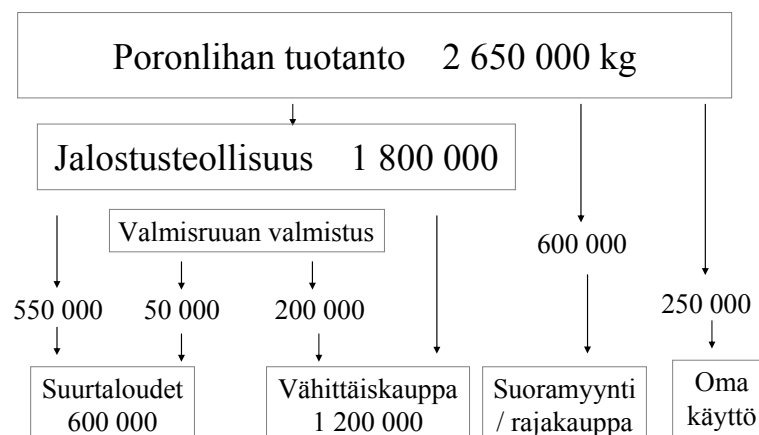 Poronlihan tuotanto 2 650 000 kg
Jalostusteollisuus 1 800 000
Valmisruuan valmistus
600 000
550 000
50 000
200 000
250 000
Suurtaloudet
600 000
Vähittäiskauppa
1 200 000
Suoramyynti
/ rajakauppa
Oma
käyttö